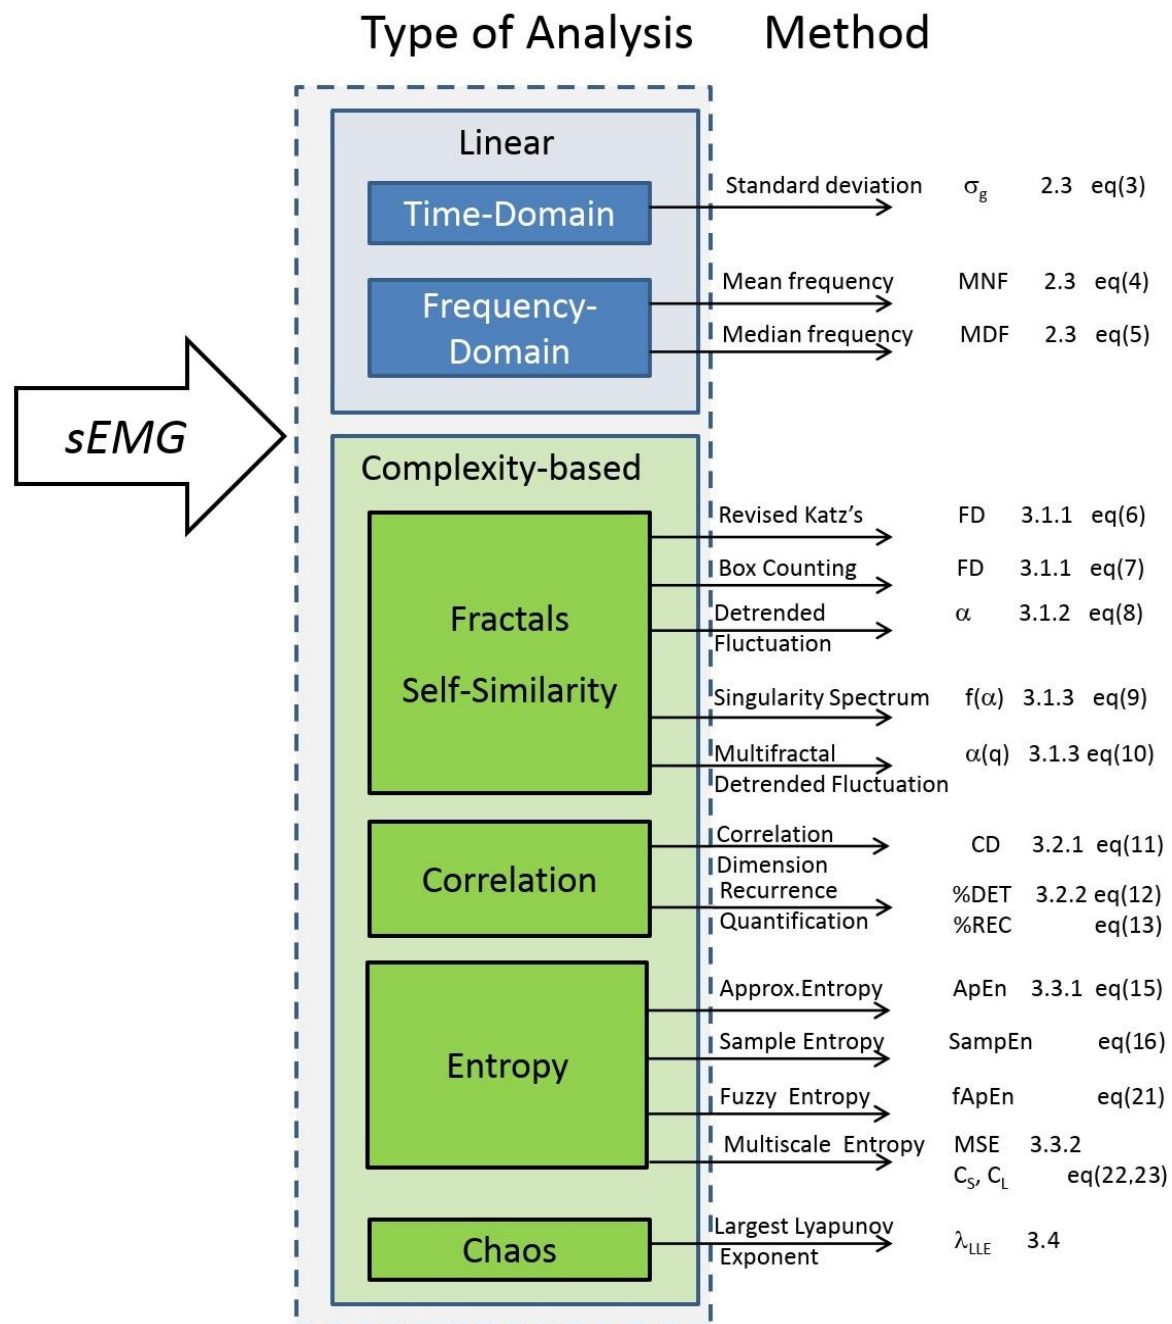 Type of Analysis Method
Linear
Time-Domain
Standard deviation σg 2.3 eq(3)
Frequency-
Domain
Mean frequency MNF 2.3 eq(4)
Median frequency MDF 2.3 eq(5)
sEMG
Complexity-based
Fractals
Self-Similarity
Revised Katz's FD 3.1.1 eq(6)
Box Counting FD 3.1.1 eq(7)
Detrended α 3.1.2 eq(8)
Fluctuation
Singularity Spectrum f(α) 3.1.3 eq(9)
Multifractal α(q) 3.1.3 eq(10)
Detrended Fluctuation
Correlation
Correlation CD 3.2.1 eq(11)
Dimension
Recurrence %DET 3.2.2 eq(12)
Quantification %REC eq(13)
Entropy
Approx.Entropy ApEn 3.3.1 eq(15)
Sample Entropy SampEn eq(16)
Fuzzy Entropy fApEn eq(21)
Multiscale Entropy MSE 3.3.2
CS, CL eq(22,23)
Chaos
Largest Lyapunov λLLE 3.4
Exponent